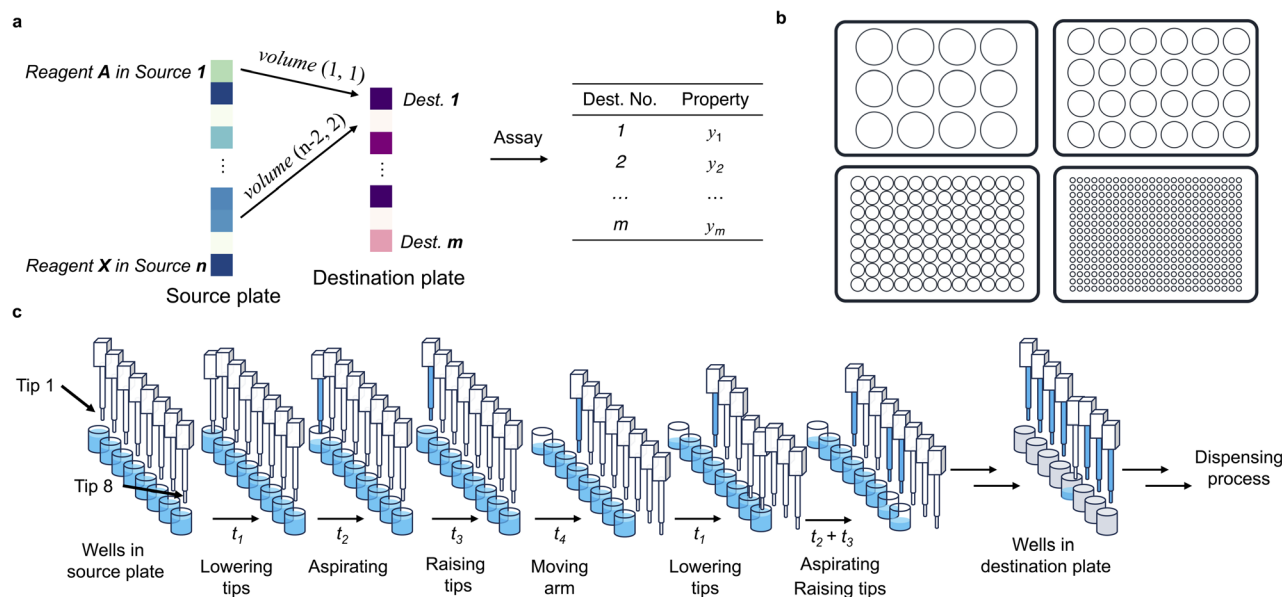 a
Reagent A in Source 1
volume (1, 1)
Dest. 1
volume (n-2, 2)
⋮
⋮
Reagent X in Source n
Dest. m
Source plate
Destination plate
Assay
Dest. No. Property
1 y₁
2 y₂
... ...
m yₘ
b
c
Tip 1
Tip 8
Wells in
source plate
t₁
Lowering
tips
t₂
Aspirating
t₃
Raising
tips
t₄
Moving
arm
t₁
Lowering
tips
t₂ + t₃
Aspirating
Raising tips
Wells in
destination plate
Dispensing
process